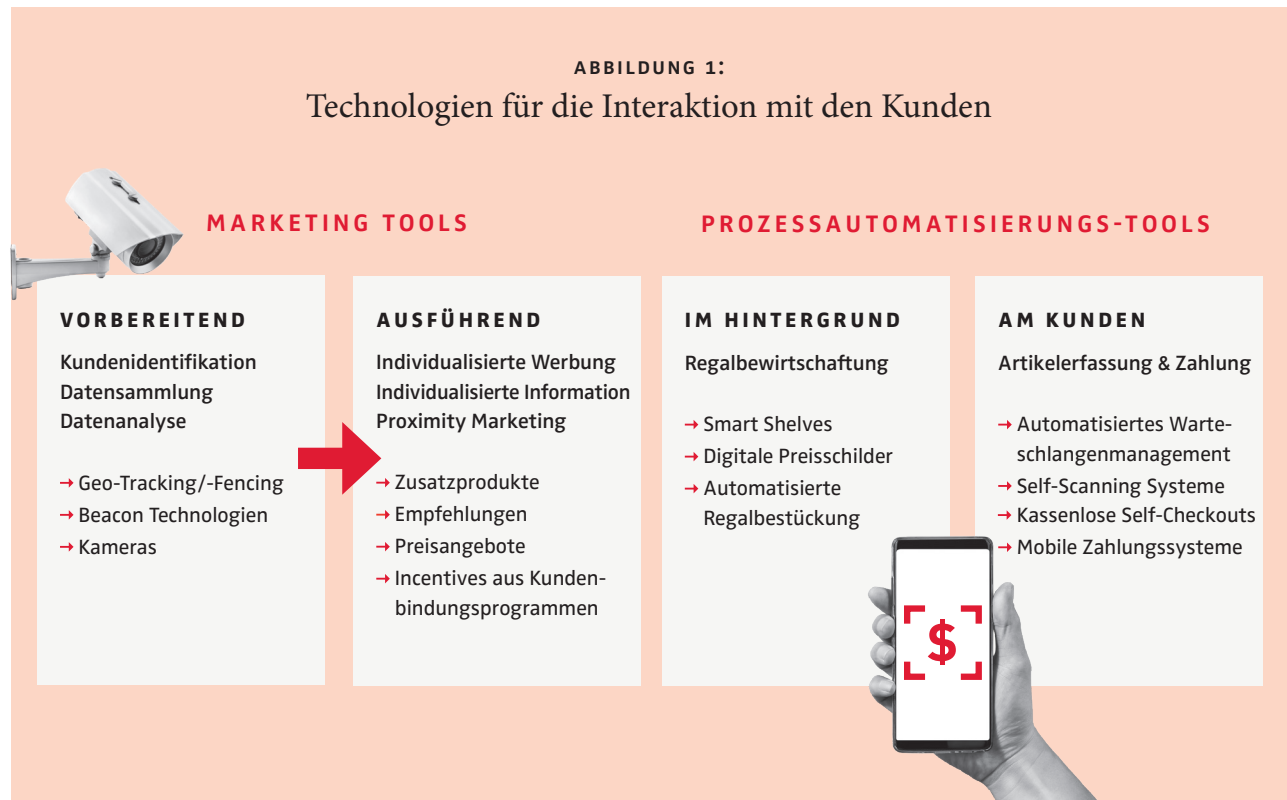 ABBILDUNG 1:
Technologien für die Interaktion mit den Kunden
MARKETING TOOLS
VORBEREITEND
Kundenidentifikation
Datensammlung
Datenanalyse
→ Geo-Tracking/-Fencing
→ Beacon Technologien
→ Kameras
AUSFÜHREND
Individualisierte Werbung
Individualisierte Information
Proximity Marketing
→ Zusatzprodukte
→ Empfehlungen
→ Preisangebote
→ Incentives aus Kunden-
bindungsprogrammen
PROZESSAUTOMATISIERUNGS-TOOLS
IM HINTERGRUND
Regalbewirtschaftung
→ Smart Shelves
→ Digitale Preisschilder
→ Automatisierte
Regalbestückung
AM KUNDEN
Artikelerfassung & Zahlung
→ Automatisiertes Warte-
schlangenmanagement
→ Self-Scanning Systeme
→ Kassenlose Self-Checkouts
→ Mobile Zahlungssysteme
$